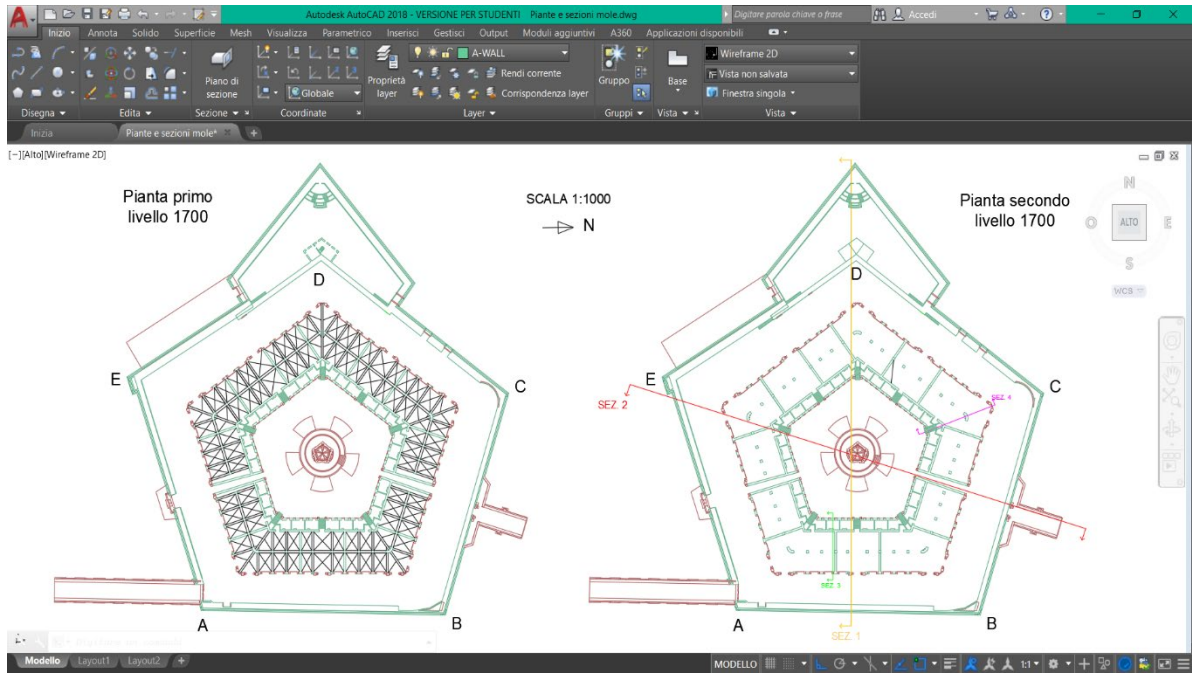 Autodesk AutoCAD 2018 - VERSIONE PER STUDENTI Piante e sezioni mole.dwg
Digitare parola chiave o frase
Accedi
Inizio Annota Solido Superficie Mesh Visualizza Parametrico Inserisci Gestisci Output Moduli aggiuntivi A360 Applicazioni disponibili
A-WALL
Wireframe 2D
Piano di
sezione
Proprietà
layer
Rendi corrente
Gruppo
Base
Vista non salvata
Globale
Corrispondenza layer
Finestra singola
Disegna
Edita
Sezione
Coordinate
Layer
Gruppi
Vista
Vista
Inizia
Piante e sezioni mole*
[−][Alto][Wireframe 2D]
Pianta primo
livello 1700
SCALA 1:1000
N
Pianta secondo
livello 1700
N
O
ALTO
E
S
WCS
D
E
C
A
B
D
E
C
A
B
SEZ. 2
SEZ. 4
SEZ. 3
SEZ. 1
Modello Layout1 Layout2 +
MODELLO
1:1